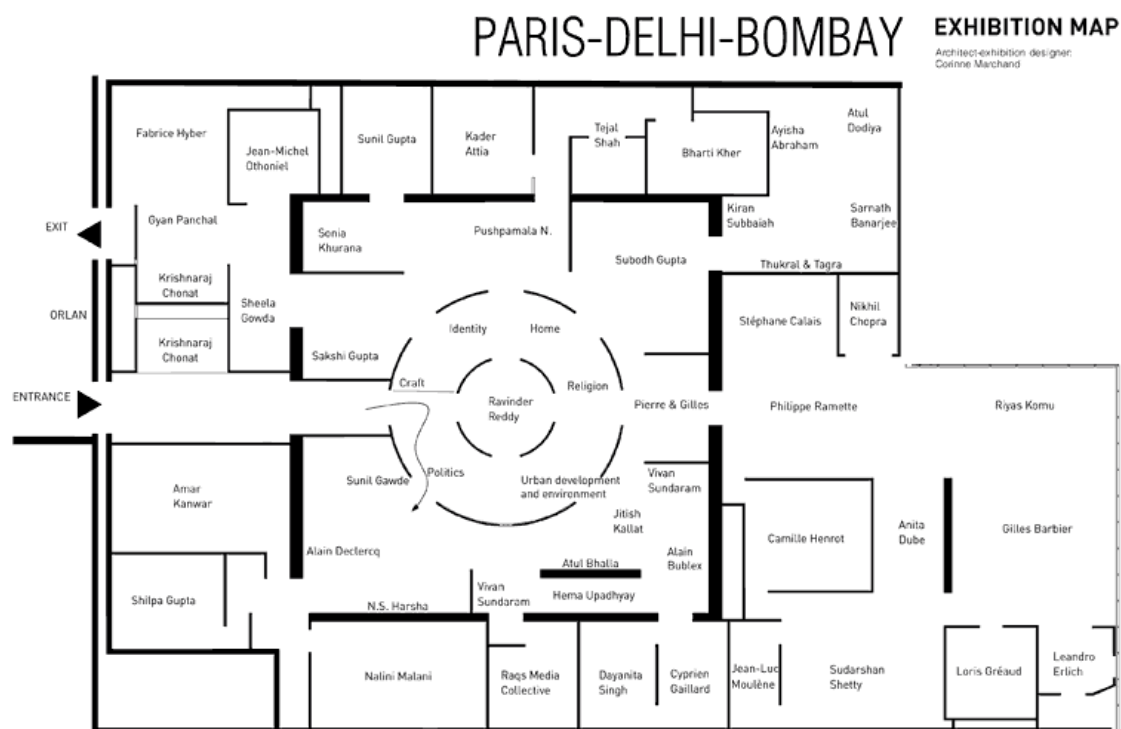 PARIS-DELHI-BOMBAY
EXHIBITION MAP
Architect-exhibition designer:
Corinne Marchand
Fabrice Hyber
Jean-Michel
Othoniel
Sunil Gupta
Kader
Attia
Tejal
Shah
Bharti Kher
Ayisha
Abraham
Atul
Dodiya
EXIT
Gyan Panchal
Sonia
Khurana
Pushpamala N.
Subodh Gupta
Kiran
Subbaiah
Sarnath
Banarjee
Thukral & Tagra
Krishnaraj
Chonat
Sheela
Gowda
ORLAN
Krishnaraj
Chonat
Sakshi Gupta
Identity
Home
Stéphane Calais
Nikhil
Chopra
ENTRANCE
Craft
Ravinder
Reddy
Religion
Pierre & Gilles
Philippe Ramette
Riyas Komu
Amar
Kanwar
Sunil Gawde
Politics
Urban development
and environment
Vivan
Sundaram
Jitish
Kallat
Camille Henrot
Anita
Dube
Gilles Barbier
Alain Declercq
Atul Bhalla
Alain
Bublex
Shilpa Gupta
N.S. Harsha
Vivan
Sundaram
Hema Upadhyay
Nalini Malani
Raqs Media
Collective
Dayanita
Singh
Cyprien
Gaillard
Jean-Luc
Moulène
Sudarshan
Shetty
Loris Gréaud
Leandro
Erlich